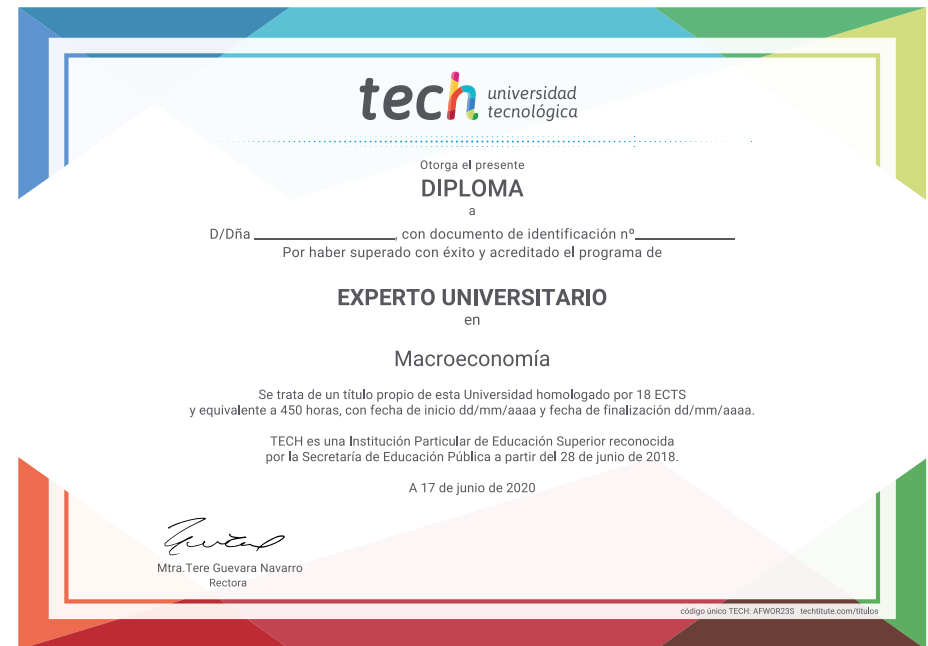 tech universidad
tecnológica
Otorga el presente
DIPLOMA
a
D/Dña ____________, con documento de identificación nº____________
Por haber superado con éxito y acreditado el programa de
EXPERTO UNIVERSITARIO
en
Macroeconomía
Se trata de un título propio de esta Universidad homologado por 18 ECTS
y equivalente a 450 horas, con fecha de inicio dd/mm/aaaa y fecha de finalización dd/mm/aaaa.
TECH es una Institución Particular de Educación Superior reconocida
por la Secretaría de Educación Pública a partir del 28 de junio de 2018.
A 17 de junio de 2020
Mtra.Tere Guevara Navarro
Rectora
código único TECH: AFWOR23S techtitute.com/titulos